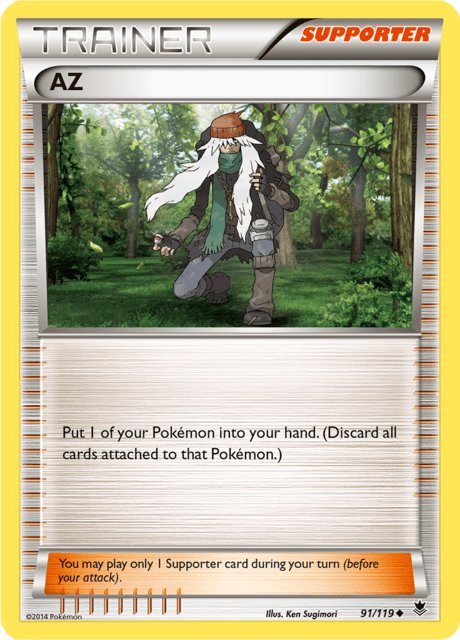 TRAINER
SUPPORTER
AZ
Put 1 of your Pokémon into your hand. (Discard all
cards attached to that Pokémon.)
You may play only 1 Supporter card during your turn (before
your attack).
©2014 Pokémon
Illus. Ken Sugimori
91/119